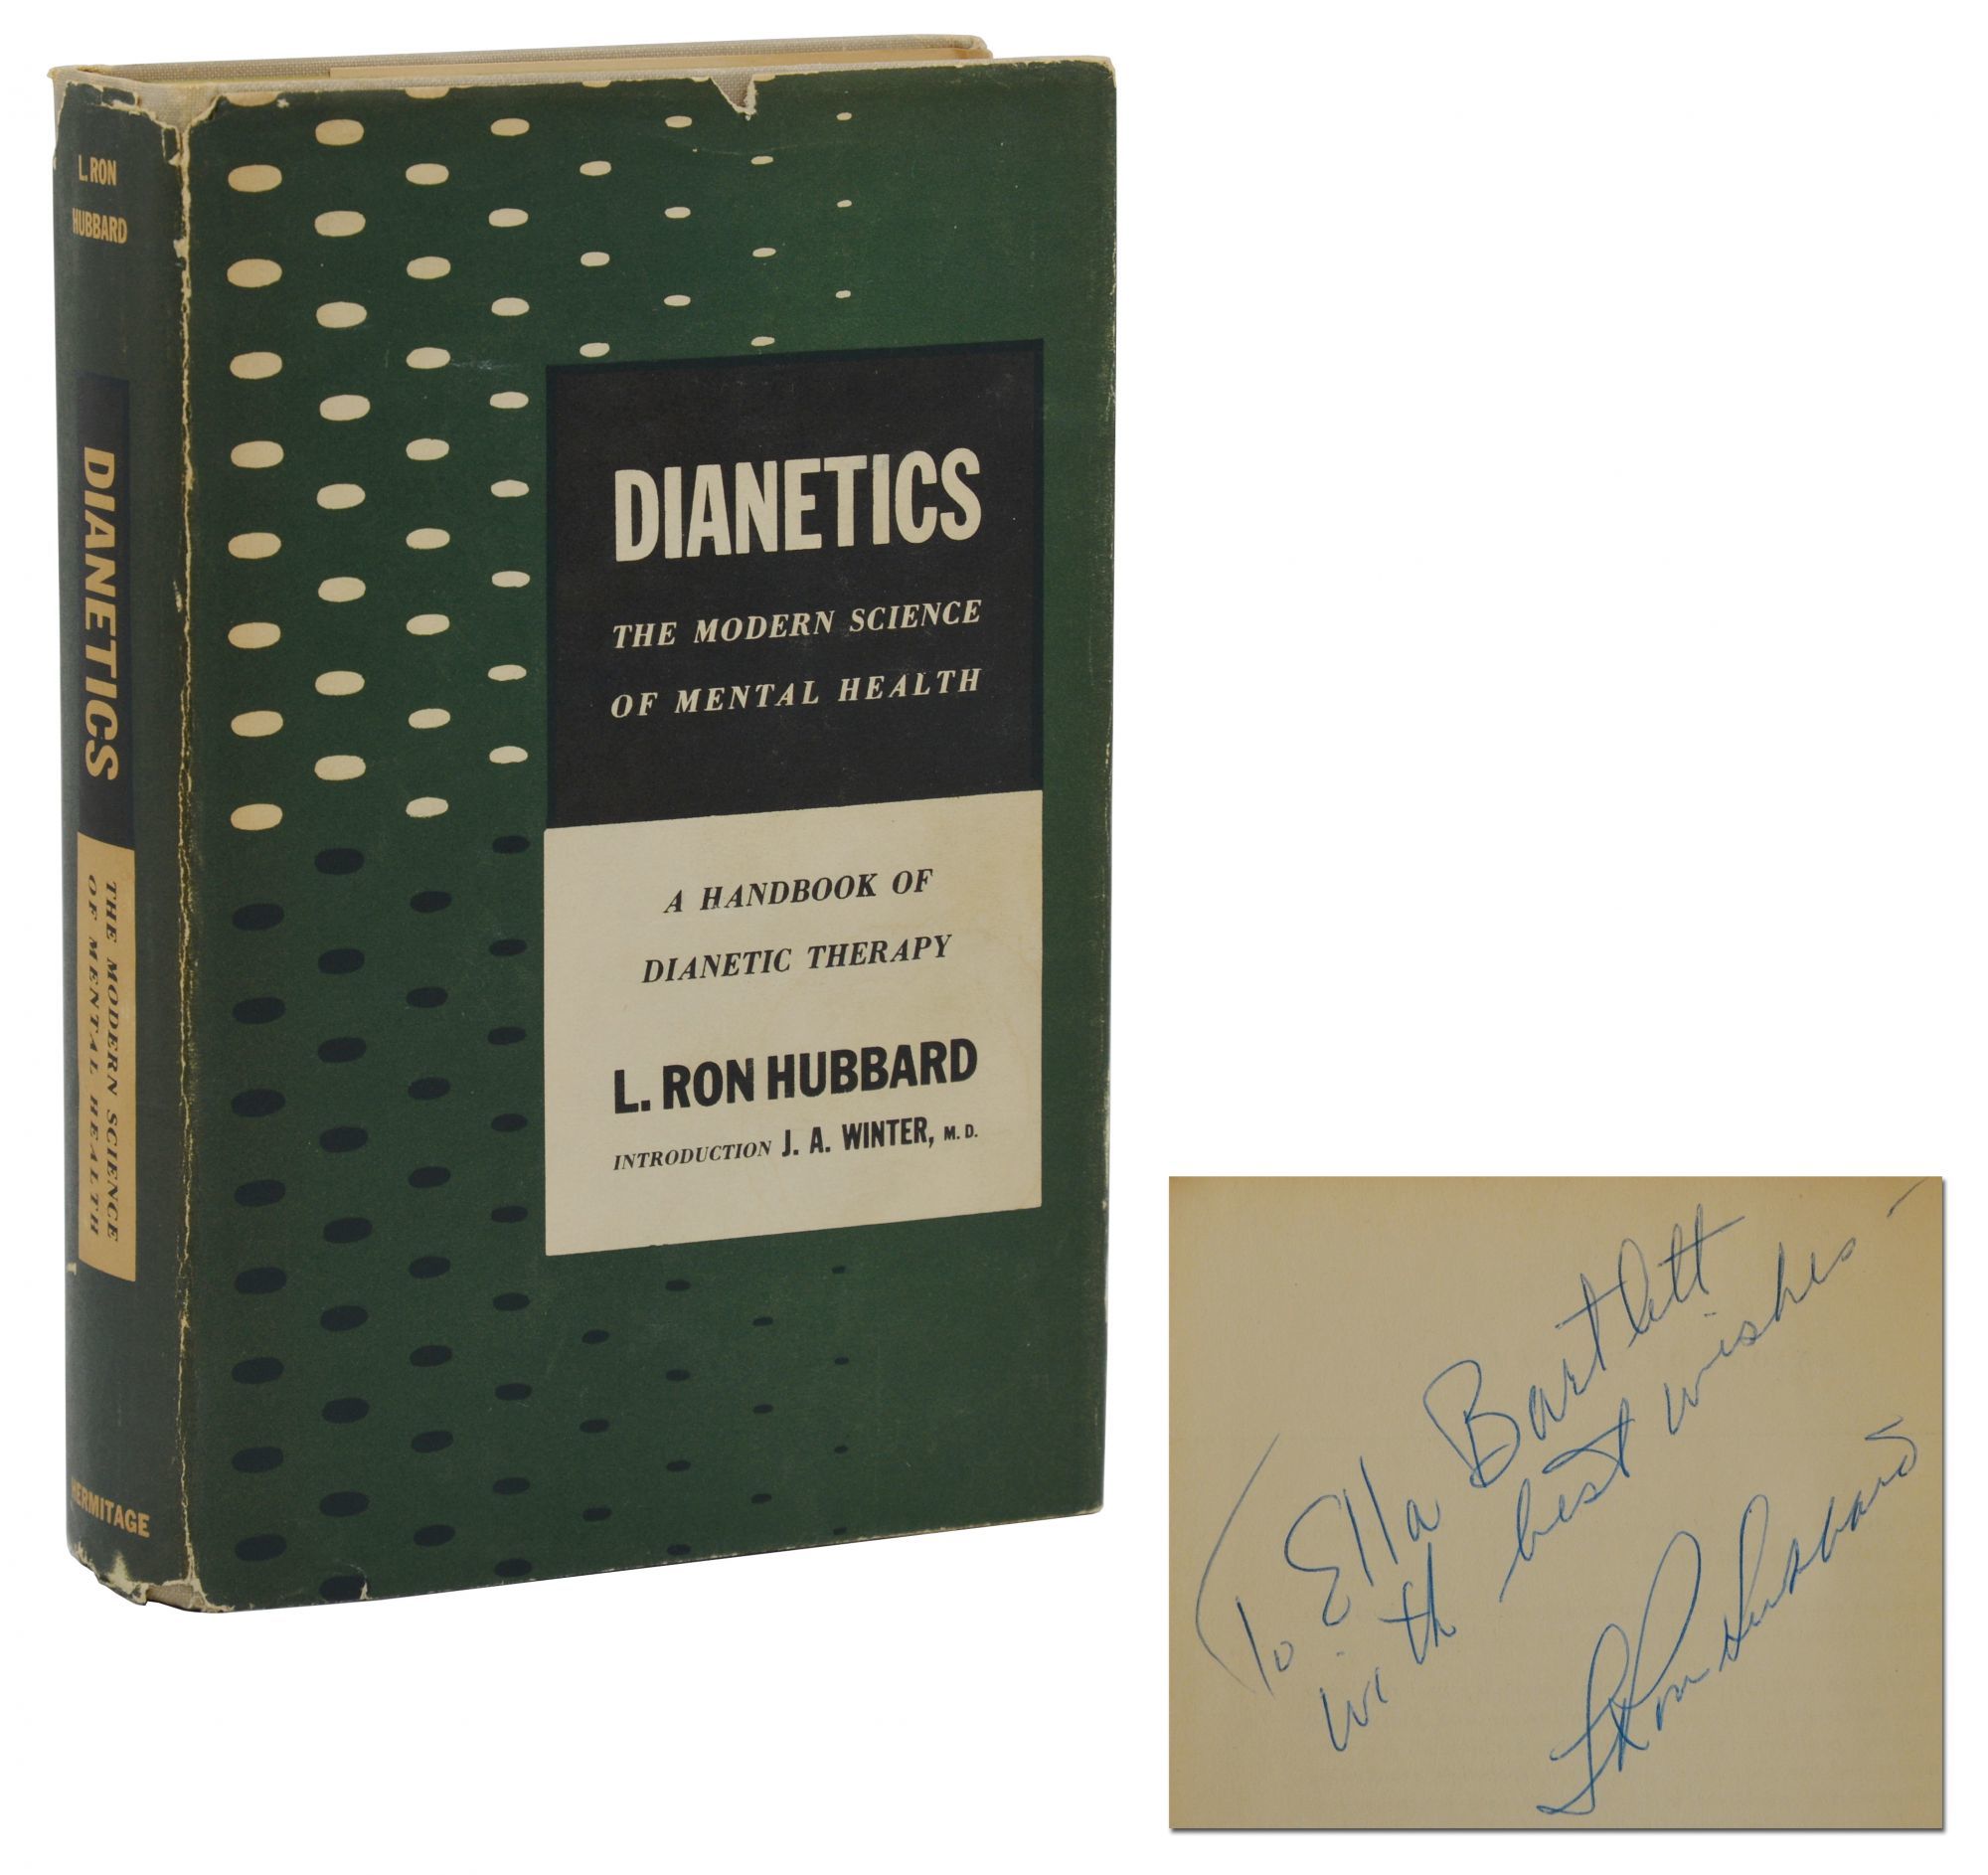 L. RON
HUBBARD
DIANETICS
THE MODERN SCIENCE
OF MENTAL HEALTH
HERMITAGE
DIANETICS
THE MODERN SCIENCE
OF MENTAL HEALTH
A HANDBOOK OF
DIANETIC THERAPY
L. RON HUBBARD
INTRODUCTION J. A. WINTER, M.D.
To Ella Bartlett
with best wishes
L Ron Hubbard